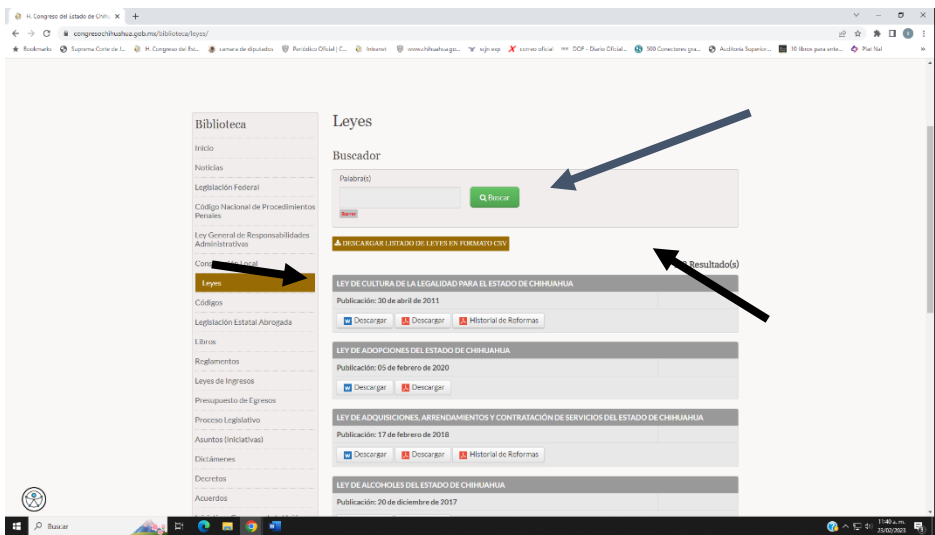 H. Congreso del Estado de Chihu
congresochihuahua.gob.mx/biblioteca/leyes/
Bookmarks
Suprema Corte de J...
H. Congreso del Est...
camara de diputados
Periódico Oficial | C...
Intranet
www.chihuahua.go...
scjn exp
correo oficial
DOF - Diario Oficial...
500 Conectores gra...
Auditoria Superior...
10 libros para ente...
Plat Nal
Biblioteca
Inicio
Noticias
Legislación Federal
Código Nacional de Procedimientos
Penales
Ley General de Responsabilidades
Administrativas
Local
Leyes
Códigos
Legislación Estatal Abrogada
Libros
Reglamentos
Leyes de Ingresos
Presupuesto de Egresos
Proceso Legislativo
Asuntos (Iniciativas)
Dictámenes
Decretos
Acuerdos
Leyes
Buscador
Palabra(s)
Buscar
Borrar
DESCARGAR LISTADO DE LEYES EN FORMATO CSV
Resultado(s)
LEY DE CULTURA DE LA LEGALIDAD PARA EL ESTADO DE CHIHUAHUA
Publicación: 30 de abril de 2011
Descargar Descargar Historial de Reformas
LEY DE ADOPCIONES DEL ESTADO DE CHIHUAHUA
Publicación: 05 de febrero de 2020
Descargar Descargar
LEY DE ADQUISICIONES, ARRENDAMIENTOS Y CONTRATACIÓN DE SERVICIOS DEL ESTADO DE CHIHUAHUA
Publicación: 17 de febrero de 2018
Descargar Descargar Historial de Reformas
LEY DE ALCOHOLES DEL ESTADO DE CHIHUAHUA
Publicación: 20 de diciembre de 2017
Buscar
11:40 a.m.
23/02/2023